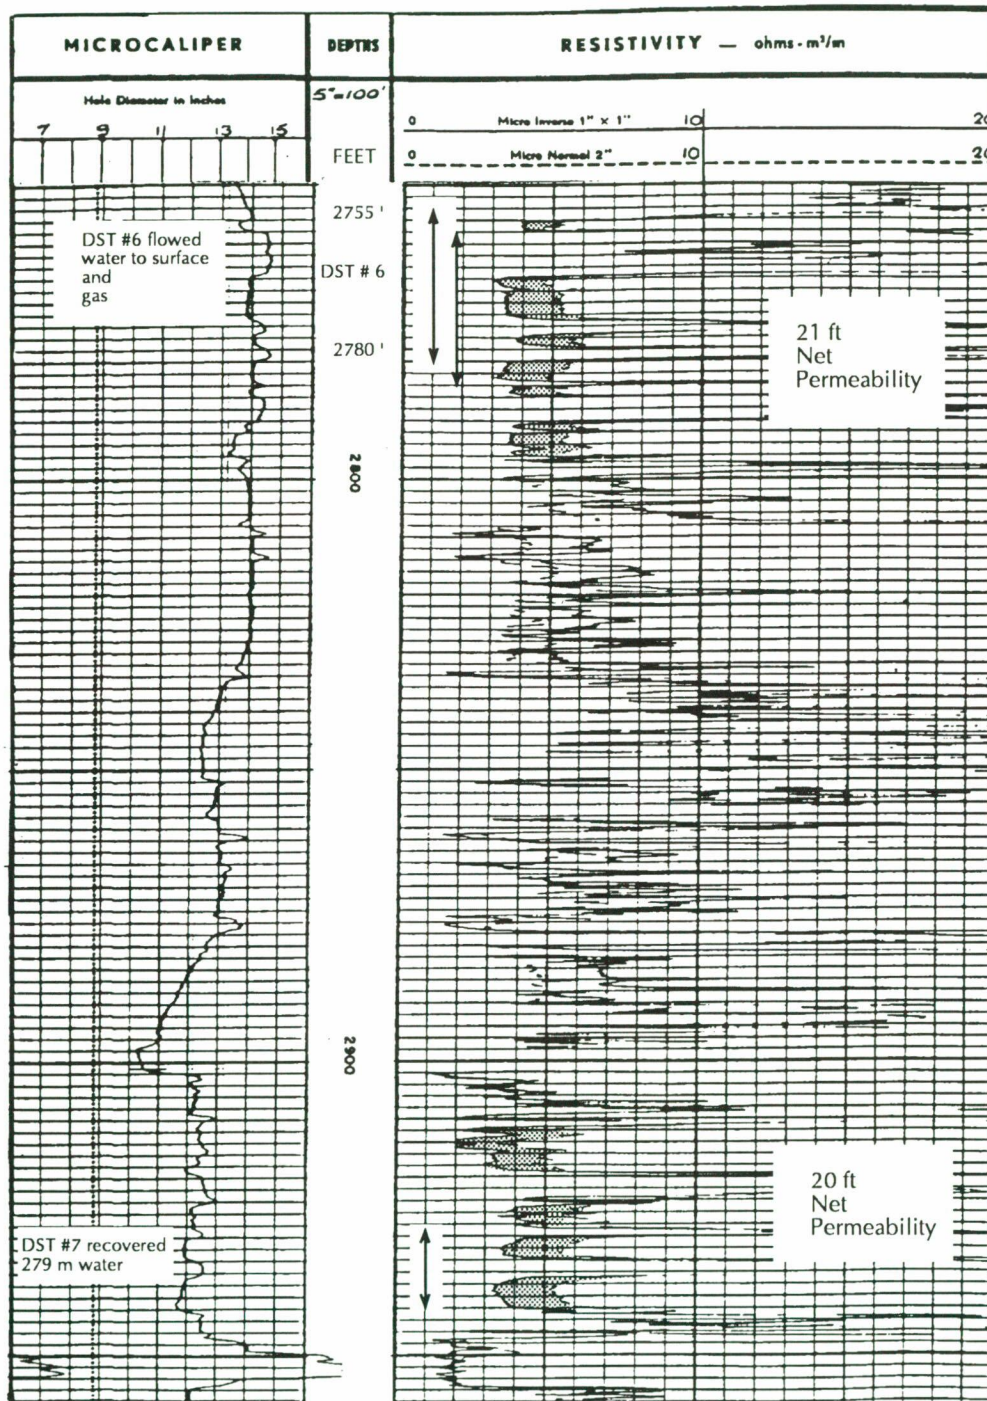 MICROCALIPER
DEPTHS
RESISTIVITY — ohms - m²/m
Hole Diameter in Inches
5"=100'
7 9 11 13 15
FEET
0 Micro Inverse 1" × 1" 10 20
0 Micro Normal 2" 10 20
2755'
DST #6 flowed
water to surface
and
gas
DST # 6
2780'
21 ft
Net
Permeability
2800
2900
20 ft
Net
Permeability
DST #7 recovered
279 m water